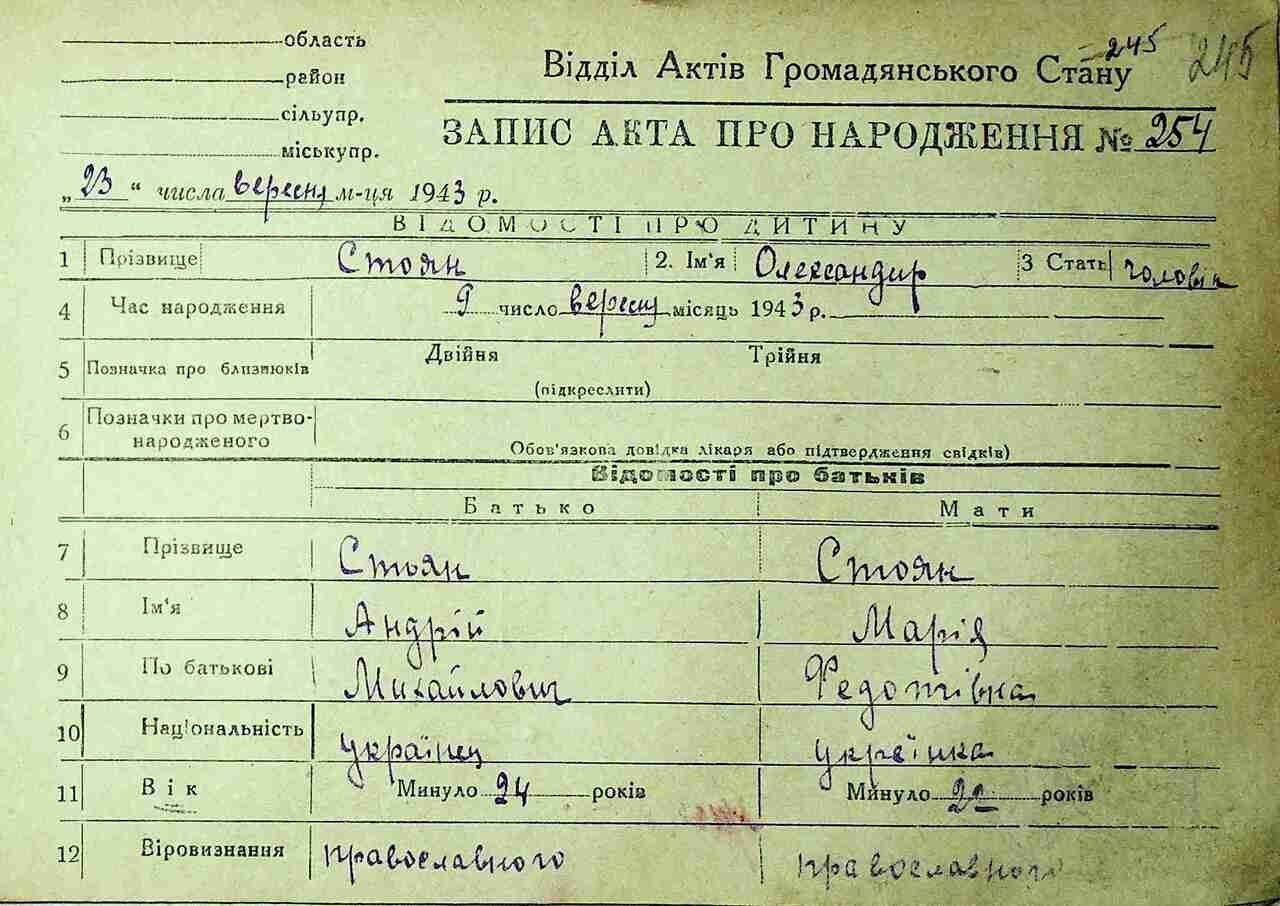 область
район
сільупр.
міськупр.
245 245
Відділ Актів Громадянського Стану
ЗАПИС АКТА ПРО НАРОДЖЕННЯ № 254
„23“ числа вересня м-ця 1943 р.
ВІДОМОСТІ ПРО ДИТИНУ
1 Прізвище Стоян 2. Ім'я Олександир 3 Стать чоловік
4 Час народження 9 число вересня місяць 1943 р.
5 Позначка про близнюків Двійня Трійня
(підкреслити)
6 Позначки про мертво-
народженого
Обов'язкова довідка лікаря або підтвердження свідків)
Відомості про батьків
Батько Мати
7 Прізвище Стоян Стоян
8 Ім'я Андрій Марія
9 По батькові Михайлович Федотівна
10 Національність українец українка
11 Вік Минуло 24 років Минуло 22 років
12 Віровизнання православного православного